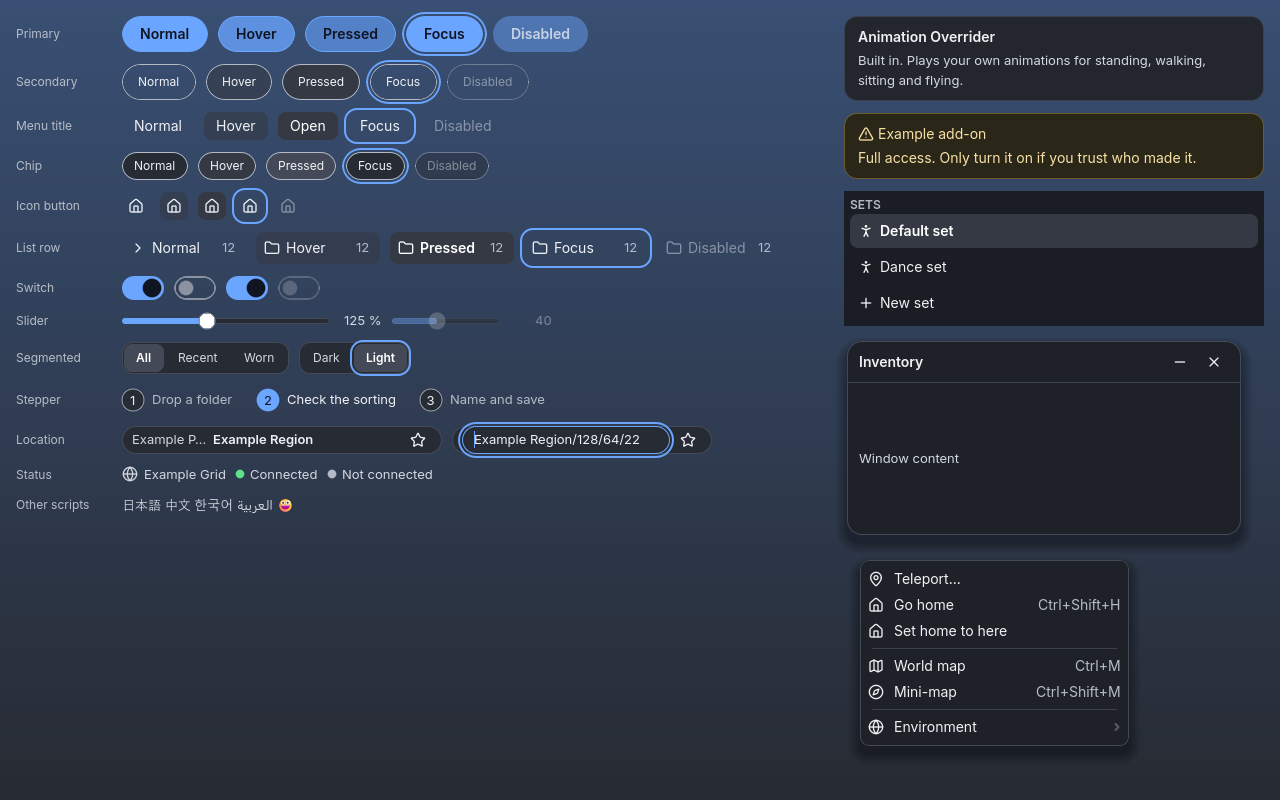 Primary Normal Hover Pressed Focus Disabled
Secondary Normal Hover Pressed Focus Disabled
Menu title Normal Hover Open Focus Disabled
Chip Normal Hover Pressed Focus Disabled
Icon button
List row Normal 12 Hover 12 Pressed 12 Focus 12 Disabled 12
Switch
Slider 125 % 40
Segmented All Recent Worn Dark Light
Stepper 1 Drop a folder 2 Check the sorting 3 Name and save
Location Example P... Example Region Example Region/128/64/22
Status Example Grid Connected Not connected
Other scripts 日本語 中文 한국어 العربية 😜
Animation Overrider
Built in. Plays your own animations for standing, walking,
sitting and flying.
Example add-on
Full access. Only turn it on if you trust who made it.
SETS
Default set
Dance set
New set
Inventory
Window content
Teleport...
Go home Ctrl+Shift+H
Set home to here
World map Ctrl+M
Mini-map Ctrl+Shift+M
Environment